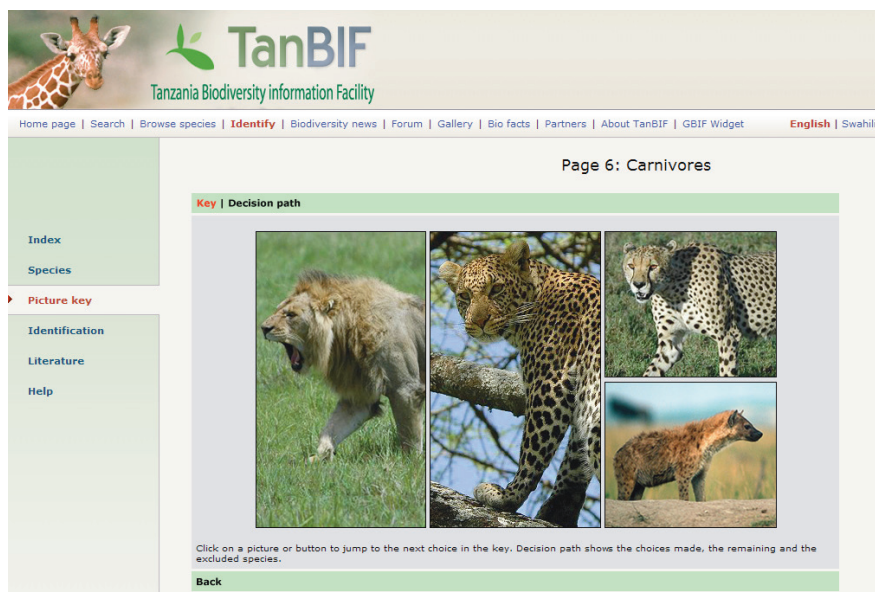 TanBIF
Tanzania Biodiversity information Facility
Home page | Search | Browse species | Identify | Biodiversity news | Forum | Gallery | Bio facts | Partners | About TanBIF | GBIF Widget English | Swahili
Page 6: Carnivores
Key | Decision path
Index
Species
Picture key
Identification
Literature
Help
Click on a picture or button to jump to the next choice in the key. Decision path shows the choices made, the remaining and the
excluded species.
Back